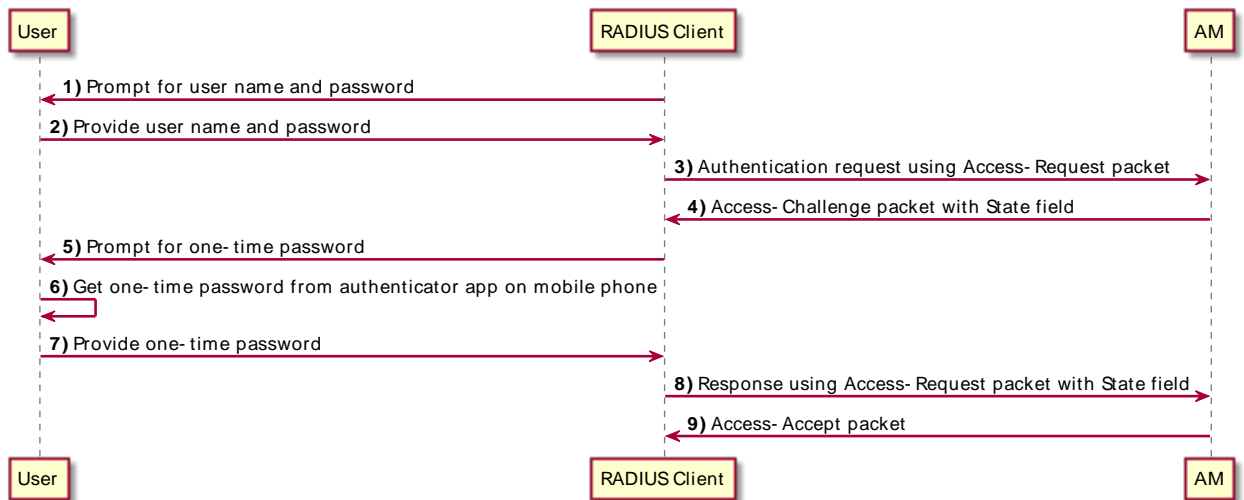 User RADIUS Client AM
1) Prompt for user name and password
2) Provide user name and password
3) Authentication request using Access-Request packet
4) Access-Challenge packet with State field
5) Prompt for one-time password
6) Get one-time password from authenticator app on mobile phone
7) Provide one-time password
8) Response using Access-Request packet with State field
9) Access-Accept packet
User RADIUS Client AM